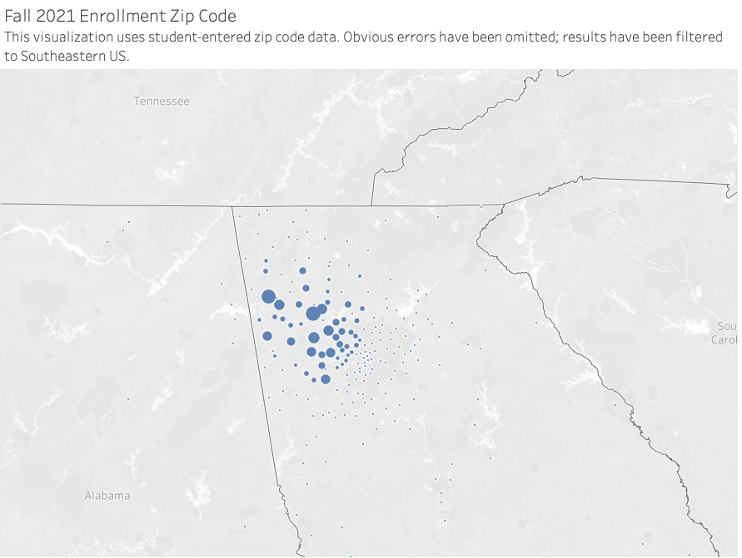 Fall 2021 Enrollment Zip Code
This visualization uses student-entered zip code data. Obvious errors have been omitted; results have been filtered
to Southeastern US.
Tennessee
Sou
Carol
Alabama